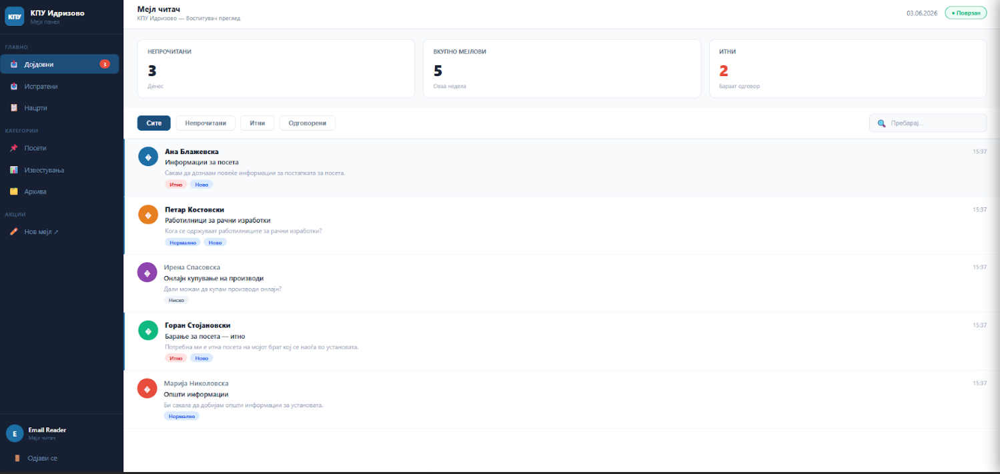 КПУ
КПУ Идризово
Мејл панел
ГЛАВНО
Дојдовни 3
Испратени
Нацрти
КАТЕГОРИИ
Посети
Известувања
Архива
АКЦИИ
Нов мејл ↗
E
Email Reader
Мејл читач
Одјави се
Мејл читач
КПУ Идризово — Воспитувач преглед
03.06.2026
● Поврзан
НЕПРОЧИТАНИ
3
Денес
ВКУПНО МЕЈЛОВИ
5
Оваа недела
ИТНИ
2
Бараат одговор
Сите
Непрочитани
Итни
Одговорени
Пребарај...
�
Ана Блажевска
15:37
Информации за посета
Сакам да дознаам повеќе информации за постапката за посета.
Итно Ново
�
Петар Костовски
15:37
Работилници за рачни изработки
Кога се одржуваат работилниците за рачни изработки?
Нормално Ново
�
Ирена Спасовска
15:37
Онлајн купување на производи
Дали можам да купам производи онлајн?
Ниско
�
Горан Стојановски
15:37
Барање за посета — итно
Потребна ми е итна посета на мојот брат кој се наоѓа во установата.
Итно Ново
�
Марија Николовска
15:37
Општи информации
Би сакала да добијам општи информации за установата.
Нормално